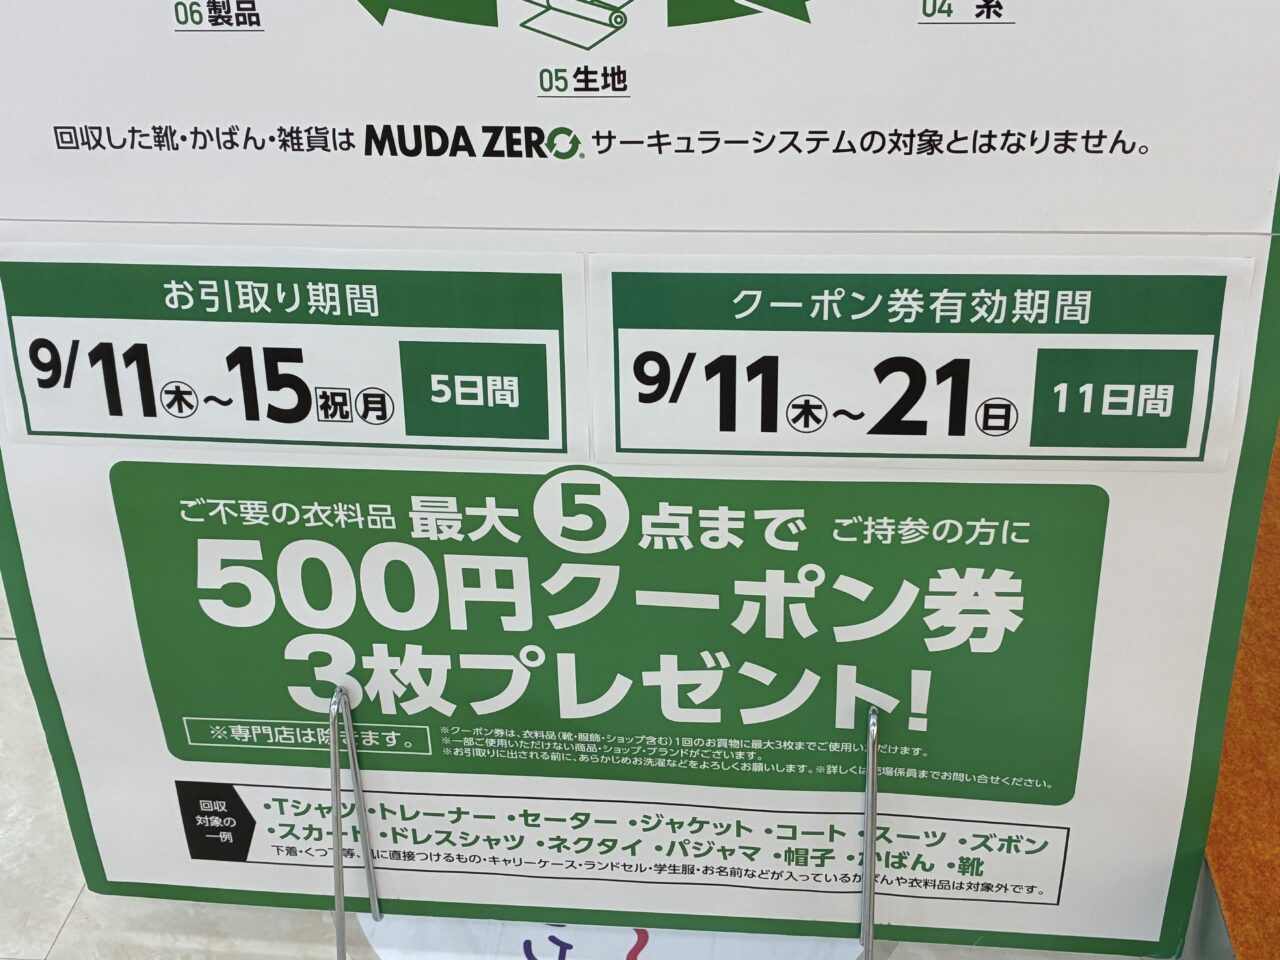 06 製品
04 糸
05 生地
回収した靴・かばん・雑貨は MUDA ZERO® サーキュラーシステムの対象とはなりません。
お引取り期間
9/11㊍～15㊗㊊ 5日間
クーポン券有効期間
9/11㊍～21㊐ 11日間
ご不要の衣料品 最大5点まで ご持参の方に
500円クーポン券
3枚プレゼント!
※専門店は除きます。
※クーポン券は、衣料品(靴・服飾・ショップ含む)1回のお買物に最大3枚までご使用いただけます。
※一部ご使用いただけない商品・ショップ・ブランドがございます。
※お引取りに出される前に、あらかじめお洗濯などをよろしくお願いします。※詳しくは売場係員までお問い合せください。
回収
対象の
一例
・Tシャツ ・トレーナー ・セーター ・ジャケット ・コート ・スーツ ・ズボン
・スカート ・ドレスシャツ ・ネクタイ ・パジャマ ・帽子 ・かばん ・靴
下着・くつ下等、肌に直接つけるもの・キャリーケース・ランドセル・学生服・お名前などが入っているかばんや衣料品は対象外です。